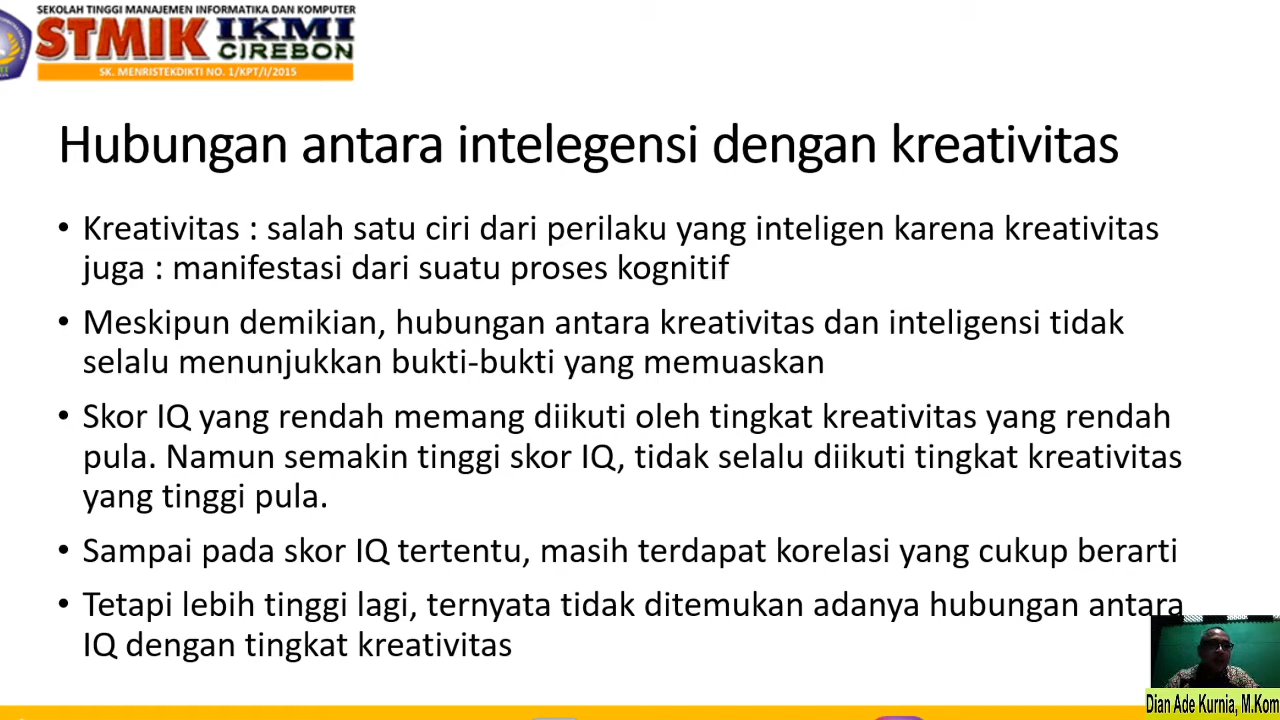 SEKOLAH TINGGI MANAJEMEN INFORMATIKA DAN KOMPUTER
STMIK IKMI
CIREBON
SK. MENRISTEKDIKTI NO. 1/KPT/I/2015
Hubungan antara intelegensi dengan kreativitas
• Kreativitas : salah satu ciri dari perilaku yang inteligen karena kreativitas
juga : manifestasi dari suatu proses kognitif
• Meskipun demikian, hubungan antara kreativitas dan inteligensi tidak
selalu menunjukkan bukti-bukti yang memuaskan
• Skor IQ yang rendah memang diikuti oleh tingkat kreativitas yang rendah
pula. Namun semakin tinggi skor IQ, tidak selalu diikuti tingkat kreativitas
yang tinggi pula.
• Sampai pada skor IQ tertentu, masih terdapat korelasi yang cukup berarti
• Tetapi lebih tinggi lagi, ternyata tidak ditemukan adanya hubungan antara
IQ dengan tingkat kreativitas
Dian Ade Kurnia, M.Kom